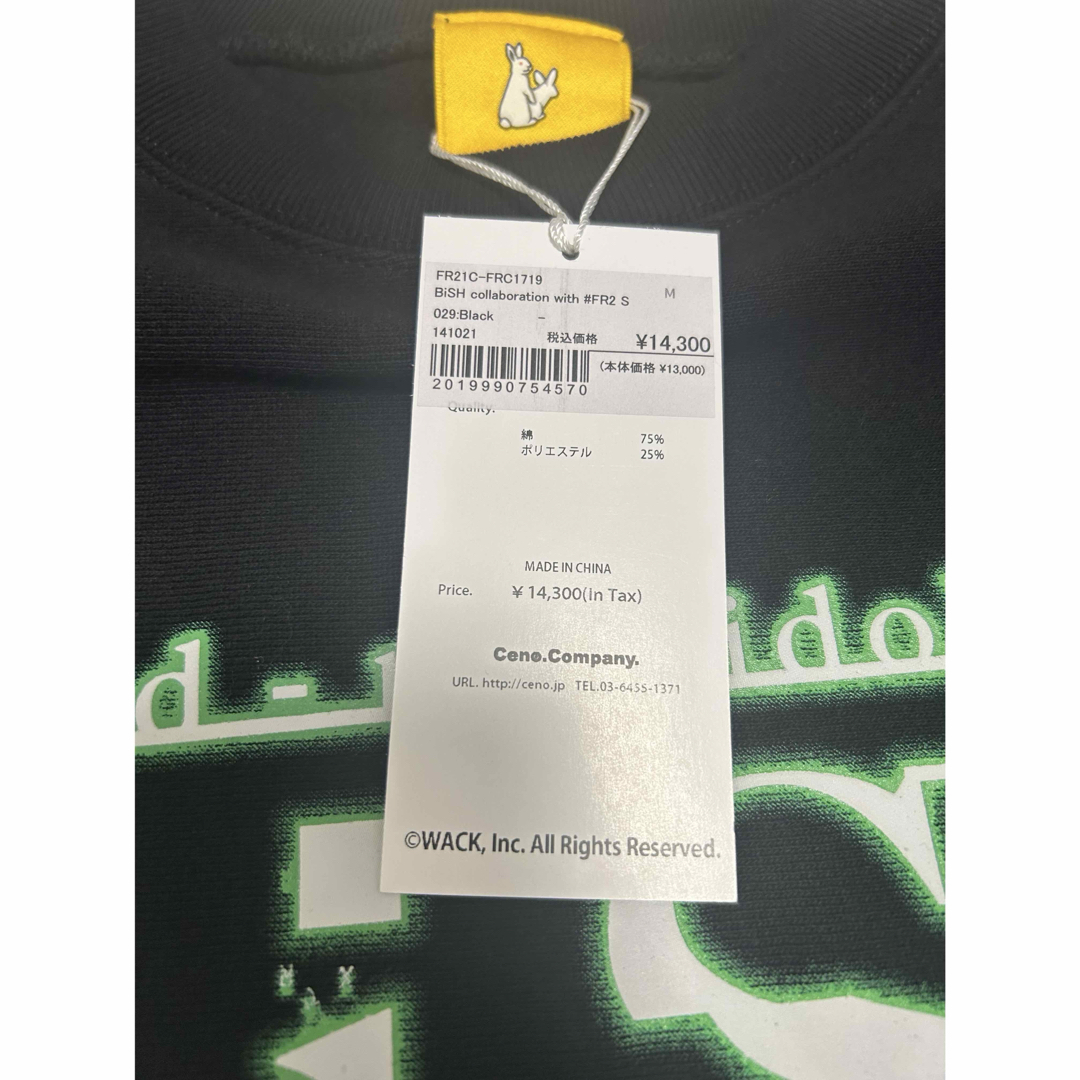 FR21C-FRC1719
BiSH collaboration with #FR2 S M
029:Black -
141021 税込価格 ¥14,300
(本体価格 ¥13,000)
2019990754570
Quality:
綿 75%
ポリエステル 25%
MADE IN CHINA
Price. ¥ 14,300(in Tax)
Ceno.Company.
URL. http://ceno.jp TEL.03-6455-1371
©WACK, Inc. All Rights Reserved.
d - idol
iS